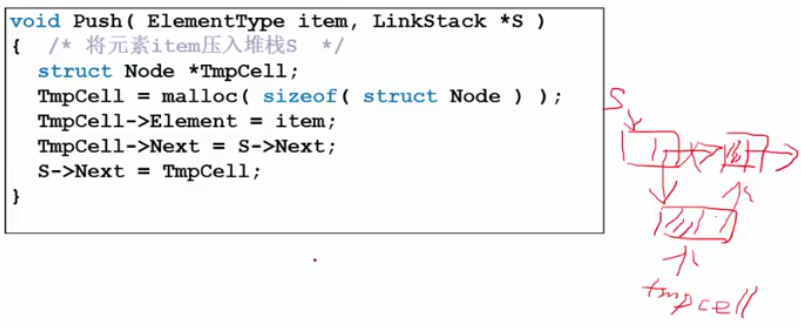 void Push( ElementType item, LinkStack *S )
{  /* 将元素item压入堆栈S  */
struct Node *TmpCell;
TmpCell = malloc( sizeof( struct Node ) );
TmpCell->Element = item;
TmpCell->Next = S->Next;
S->Next = TmpCell;
}
S
tmpcell